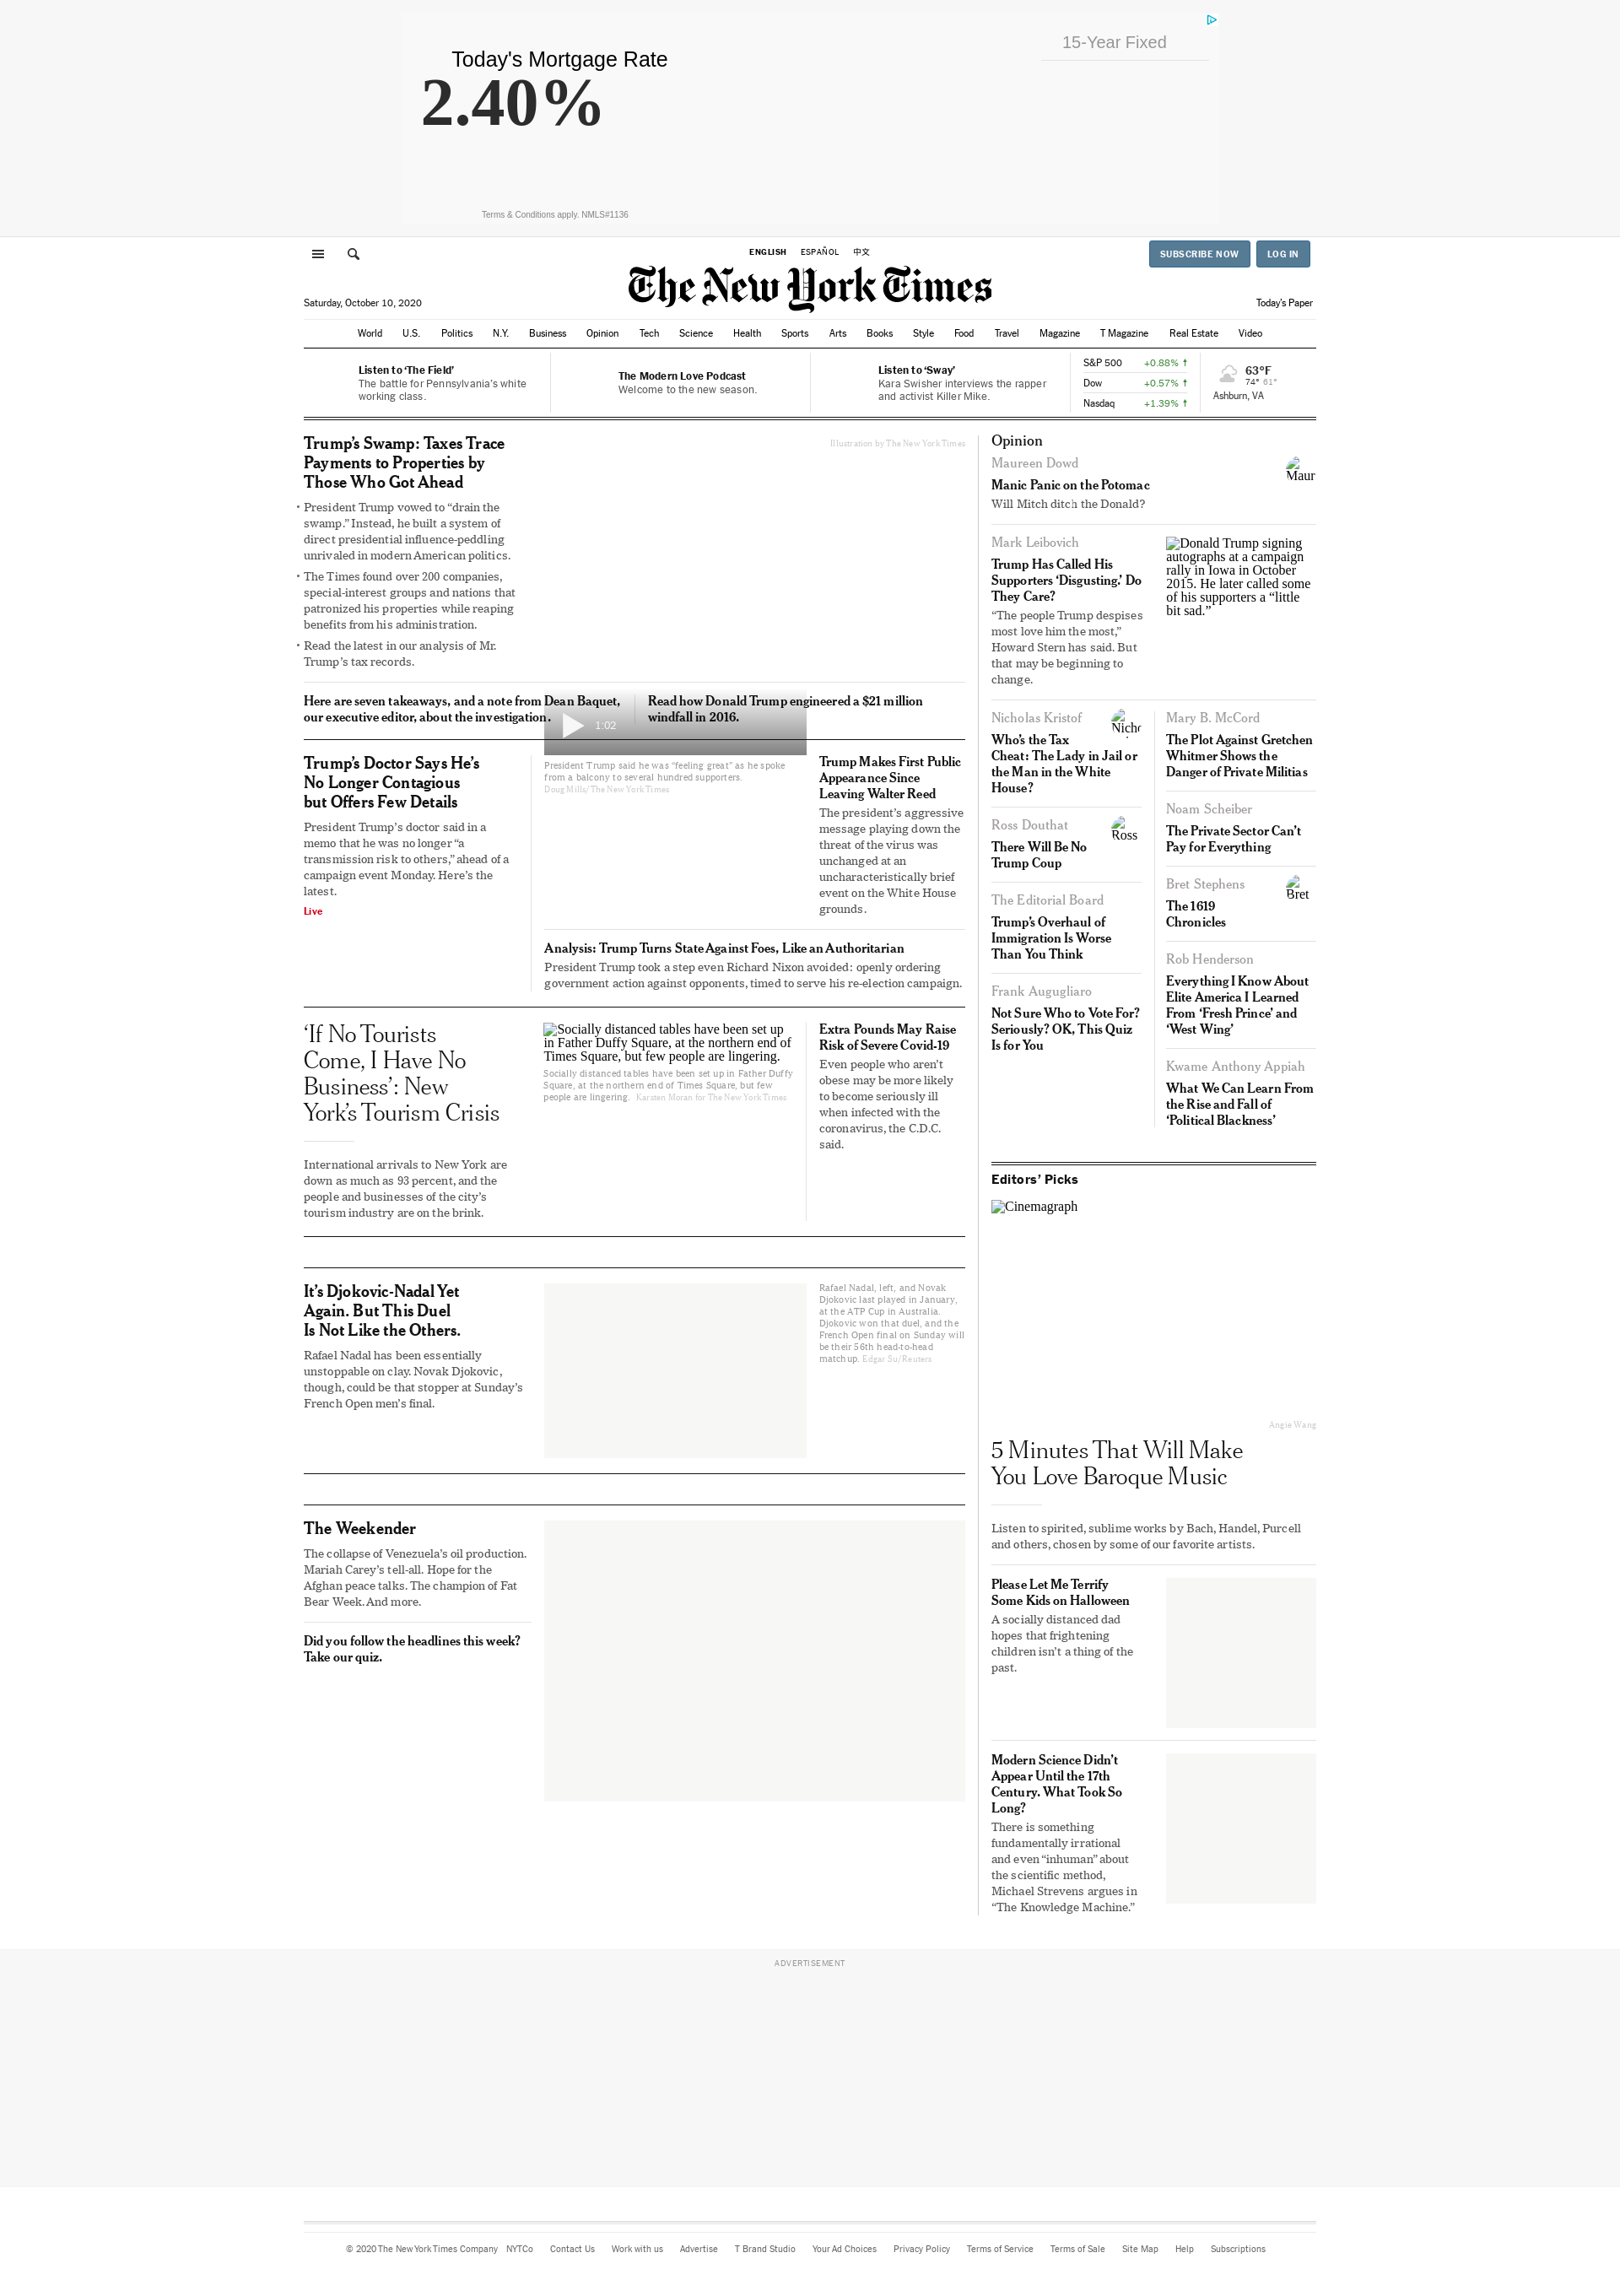 15-Year Fixed
Today's Mortgage Rate
2.40%
Terms & Conditions apply. NMLS#1136
ENGLISH ESPAÑOL 中文
SUBSCRIBE NOW LOG IN
The New York Times
Saturday, October 10, 2020
Today's Paper
World U.S. Politics N.Y. Business Opinion Tech Science Health Sports Arts Books Style Food Travel Magazine T Magazine Real Estate Video
Listen to ‘The Field’
The battle for Pennsylvania’s white
working class.
The Modern Love Podcast
Welcome to the new season.
Listen to ‘Sway’
Kara Swisher interviews the rapper
and activist Killer Mike.
S&P 500 +0.88% ↑
Dow +0.57% ↑
Nasdaq +1.39% ↑
63°F
74° 61°
Ashburn, VA
Trump’s Swamp: Taxes Trace
Payments to Properties by
Those Who Got Ahead
• President Trump vowed to “drain the
swamp.” Instead, he built a system of
direct presidential influence-peddling
unrivaled in modern American politics.
• The Times found over 200 companies,
special-interest groups and nations that
patronized his properties while reaping
benefits from his administration.
• Read the latest in our analysis of Mr.
Trump’s tax records.
Illustration by The New York Times
Here are seven takeaways, and a note from Dean Baquet,
our executive editor, about the investigation.
Read how Donald Trump engineered a $21 million
windfall in 2016.
1:02
Trump’s Doctor Says He’s
No Longer Contagious
but Offers Few Details
President Trump’s doctor said in a
memo that he was no longer “a
transmission risk to others,” ahead of a
campaign event Monday. Here’s the
latest.
Live
President Trump said he was “feeling great” as he spoke
from a balcony to several hundred supporters.
Doug Mills/The New York Times
Trump Makes First Public
Appearance Since
Leaving Walter Reed
The president’s aggressive
message playing down the
threat of the virus was
unchanged at an
uncharacteristically brief
event on the White House
grounds.
Analysis: Trump Turns State Against Foes, Like an Authoritarian
President Trump took a step even Richard Nixon avoided: openly ordering
government action against opponents, timed to serve his re-election campaign.
‘If No Tourists
Come, I Have No
Business’: New
York’s Tourism Crisis
International arrivals to New York are
down as much as 93 percent, and the
people and businesses of the city’s
tourism industry are on the brink.
Socially distanced tables have been set up
in Father Duffy Square, at the northern end of
Times Square, but few people are lingering.
Socially distanced tables have been set up in Father Duffy
Square, at the northern end of Times Square, but few
people are lingering. Karsten Moran for The New York Times
Extra Pounds May Raise
Risk of Severe Covid-19
Even people who aren’t
obese may be more likely
to become seriously ill
when infected with the
coronavirus, the C.D.C.
said.
It’s Djokovic-Nadal Yet
Again. But This Duel
Is Not Like the Others.
Rafael Nadal has been essentially
unstoppable on clay. Novak Djokovic,
though, could be that stopper at Sunday’s
French Open men’s final.
Rafael Nadal, left, and Novak
Djokovic last played in January,
at the ATP Cup in Australia.
Djokovic won that duel, and the
French Open final on Sunday will
be their 56th head-to-head
matchup. Edgar Su/Reuters
The Weekender
The collapse of Venezuela’s oil production.
Mariah Carey’s tell-all. Hope for the
Afghan peace talks. The champion of Fat
Bear Week. And more.
Did you follow the headlines this week?
Take our quiz.
Opinion
Maureen Dowd
Manic Panic on the Potomac
Will Mitch ditch the Donald?
Maur
Mark Leibovich
Trump Has Called His
Supporters ‘Disgusting.’ Do
They Care?
“The people Trump despises
most love him the most,”
Howard Stern has said. But
that may be beginning to
change.
Donald Trump signing
autographs at a campaign
rally in Iowa in October
2015. He later called some
of his supporters a “little
bit sad.”
Nicholas Kristof
Nicho
Who’s the Tax
Cheat: The Lady in Jail or
the Man in the White
House?
Ross Douthat
Ross
There Will Be No
Trump Coup
The Editorial Board
Trump’s Overhaul of
Immigration Is Worse
Than You Think
Frank Augugliaro
Not Sure Who to Vote For?
Seriously? OK, This Quiz
Is for You
Mary B. McCord
The Plot Against Gretchen
Whitmer Shows the
Danger of Private Militias
Noam Scheiber
The Private Sector Can’t
Pay for Everything
Bret Stephens
Bret
The 1619
Chronicles
Rob Henderson
Everything I Know About
Elite America I Learned
From ‘Fresh Prince’ and
‘West Wing’
Kwame Anthony Appiah
What We Can Learn From
the Rise and Fall of
‘Political Blackness’
Editors’ Picks
Cinemagraph
Angie Wang
5 Minutes That Will Make
You Love Baroque Music
Listen to spirited, sublime works by Bach, Handel, Purcell
and others, chosen by some of our favorite artists.
Please Let Me Terrify
Some Kids on Halloween
A socially distanced dad
hopes that frightening
children isn’t a thing of the
past.
Modern Science Didn’t
Appear Until the 17th
Century. What Took So
Long?
There is something
fundamentally irrational
and even “inhuman” about
the scientific method,
Michael Strevens argues in
“The Knowledge Machine.”
ADVERTISEMENT
© 2020 The New York Times Company NYTCo Contact Us Work with us Advertise T Brand Studio Your Ad Choices Privacy Policy Terms of Service Terms of Sale Site Map Help Subscriptions